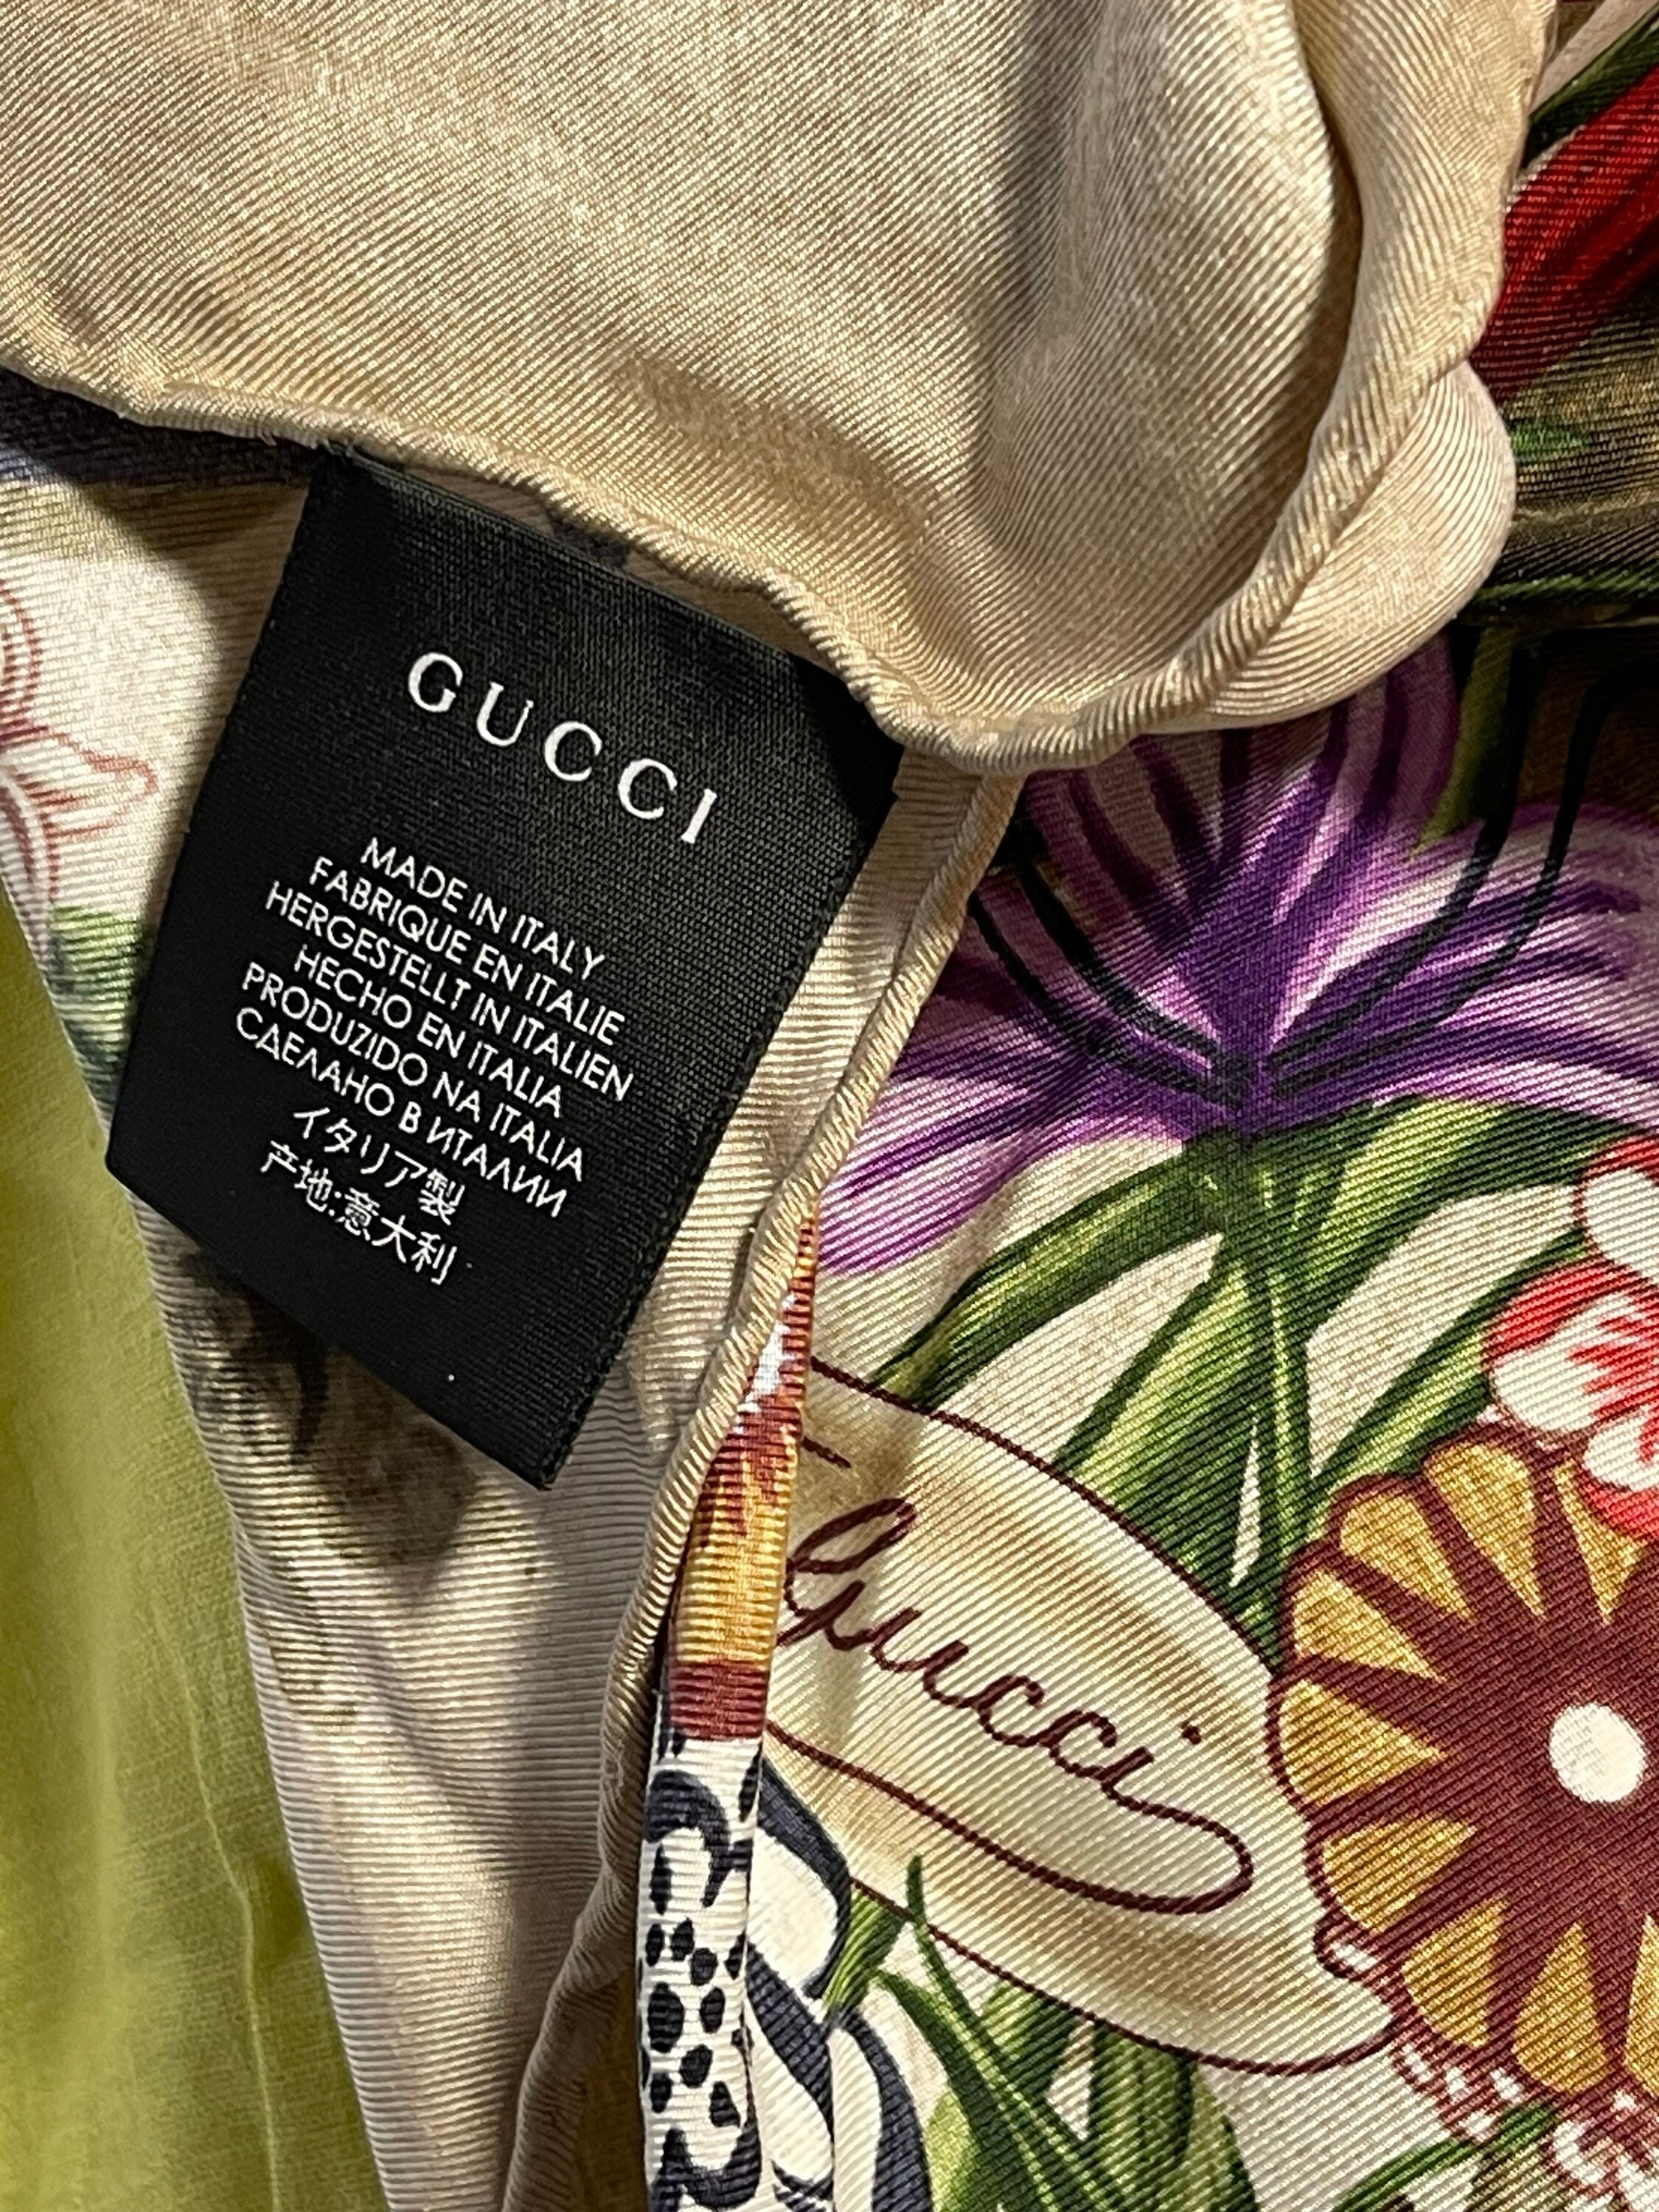 GUCCI
MADE IN ITALY
FABRIQUE EN ITALIE
HERGESTELLT IN ITALIEN
HECHO EN ITALIA
PRODUZIDO NA ITALIA
СДЕЛАНО В ИТАЛИИ
イタリア製
产地:意大利
Gucci